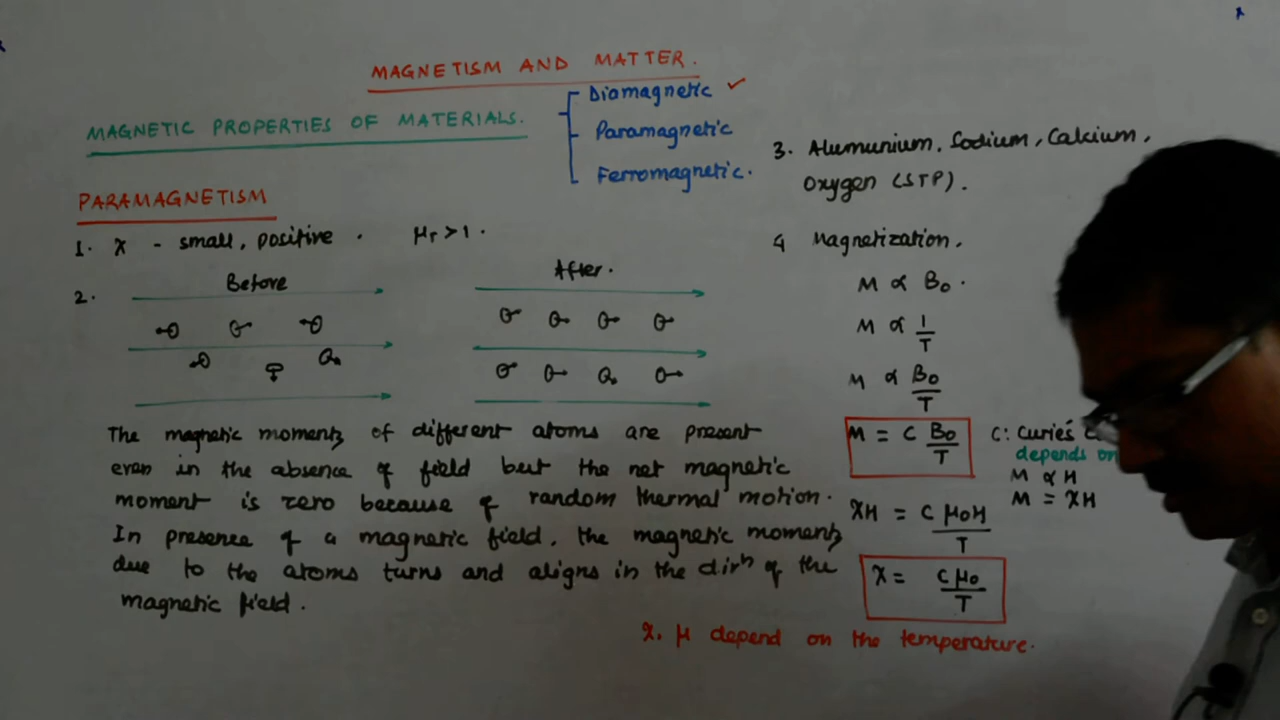 MAGNETISM AND MATTER.
MAGNETIC PROPERTIES OF MATERIALS.
Diamagnetic ✓
Paramagnetic
Ferromagnetic.
PARAMAGNETISM
1. χ - small, positive. μr > 1.
2.
Before
After.
The magnetic moments of different atoms are present
even in the absence of field but the net magnetic
moment is zero because of random thermal motion.
In presence of a magnetic field, the magnetic moments
due to the atoms turns and aligns in the dirⁿ of the
magnetic field.
3. Alumunium, Sodium, Calcium,
Oxygen (STP).
4 Magnetization.
M ∝ B₀.
M ∝ 1/T
M ∝ B₀/T
M = C B₀/T
C: Curie's
depends on
M ∝ H
M = χH
χH = C μ₀H/T
χ = Cμ₀/T
χ, μ depend on the temperature.